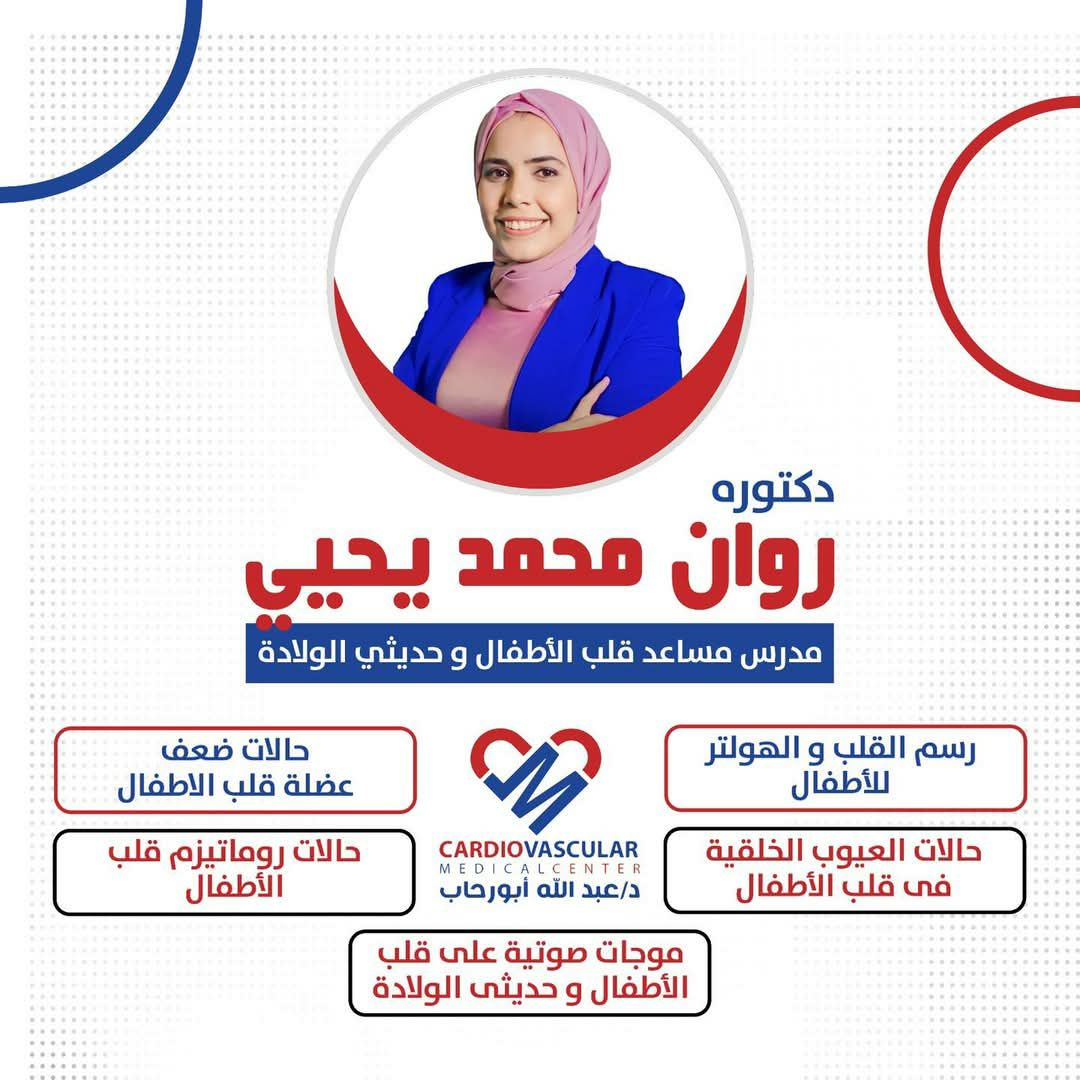 دكتوره
روان محمد يحيي
مدرس مساعد قلب الأطفال و حديثي الولادة
رسم القلب و الهولتر
للأطفال
حالات ضعف
عضلة قلب الاطفال
حالات العيوب الخلقية
فى قلب الأطفال
حالات روماتيزم قلب
الأطفال
CARDIOVASCULAR
MEDICALCENTER
د/عبد الله أبورحاب
موجات صوتية على قلب
الأطفال و حديثى الولادة